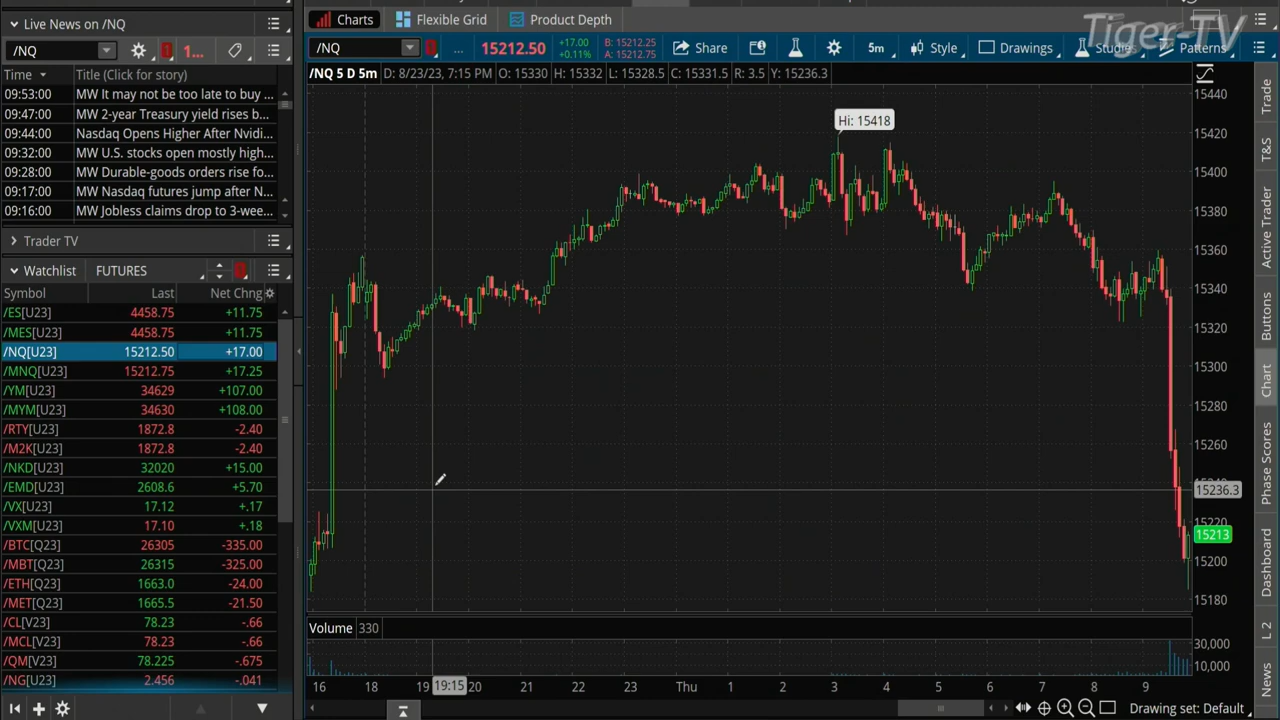 Live News on /NQ
/NQ
1...
Time Title (Click for story)
09:53:00 MW It may not be too late to buy ...
09:47:00 MW 2-year Treasury yield rises b...
09:44:00 Nasdaq Opens Higher After Nvidi...
09:32:00 MW U.S. stocks open mostly high...
09:28:00 MW Durable-goods orders rise fo...
09:17:00 MW Nasdaq futures jump after N...
09:16:00 MW Jobless claims drop to 3-wee...
Trader TV
Watchlist FUTURES
Symbol Last Net Chng
/ES[U23] 4458.75 +11.75
/MES[U23] 4458.75 +11.75
/NQ[U23] 15212.50 +17.00
/MNQ[U23] 15212.75 +17.25
/YM[U23] 34629 +107.00
/MYM[U23] 34630 +108.00
/RTY[U23] 1872.8 -2.40
/M2K[U23] 1872.8 -2.40
/NKD[U23] 32020 +15.00
/EMD[U23] 2608.6 +5.70
/VX[U23] 17.12 +.17
/VXM[U23] 17.10 +.18
/BTC[Q23] 26305 -335.00
/MBT[Q23] 26315 -325.00
/ETH[Q23] 1663.0 -24.00
/MET[Q23] 1665.5 -21.50
/CL[V23] 78.23 -.66
/MCL[V23] 78.23 -.66
/QM[V23] 78.225 -.675
/NG[U23] 2.456 -.041
Charts Flexible Grid Product Depth
Tiger-TV
/NQ ... 15212.50 +17.00 +0.11% B: 15212.25 A: 15212.75 Share 5m Style Drawings Studies Patterns
/NQ 5 D 5m D: 8/23/23, 7:15 PM O: 15330 H: 15332 L: 15328.5 C: 15331.5 R: 3.5 Y: 15236.3
Hi: 15418
15440
15420
15400
15380
15360
15340
15320
15300
15280
15260
15236.3
15220
15213
15200
15180
Volume 330
30,000
10,000
16 18 19 19:15 20 21 22 23 Thu 1 2 3 4 5 6 7 8 9
Drawing set: Default
Trade
T&S
Active Trader
Buttons
Chart
Phase Scores
Dashboard
L 2
News